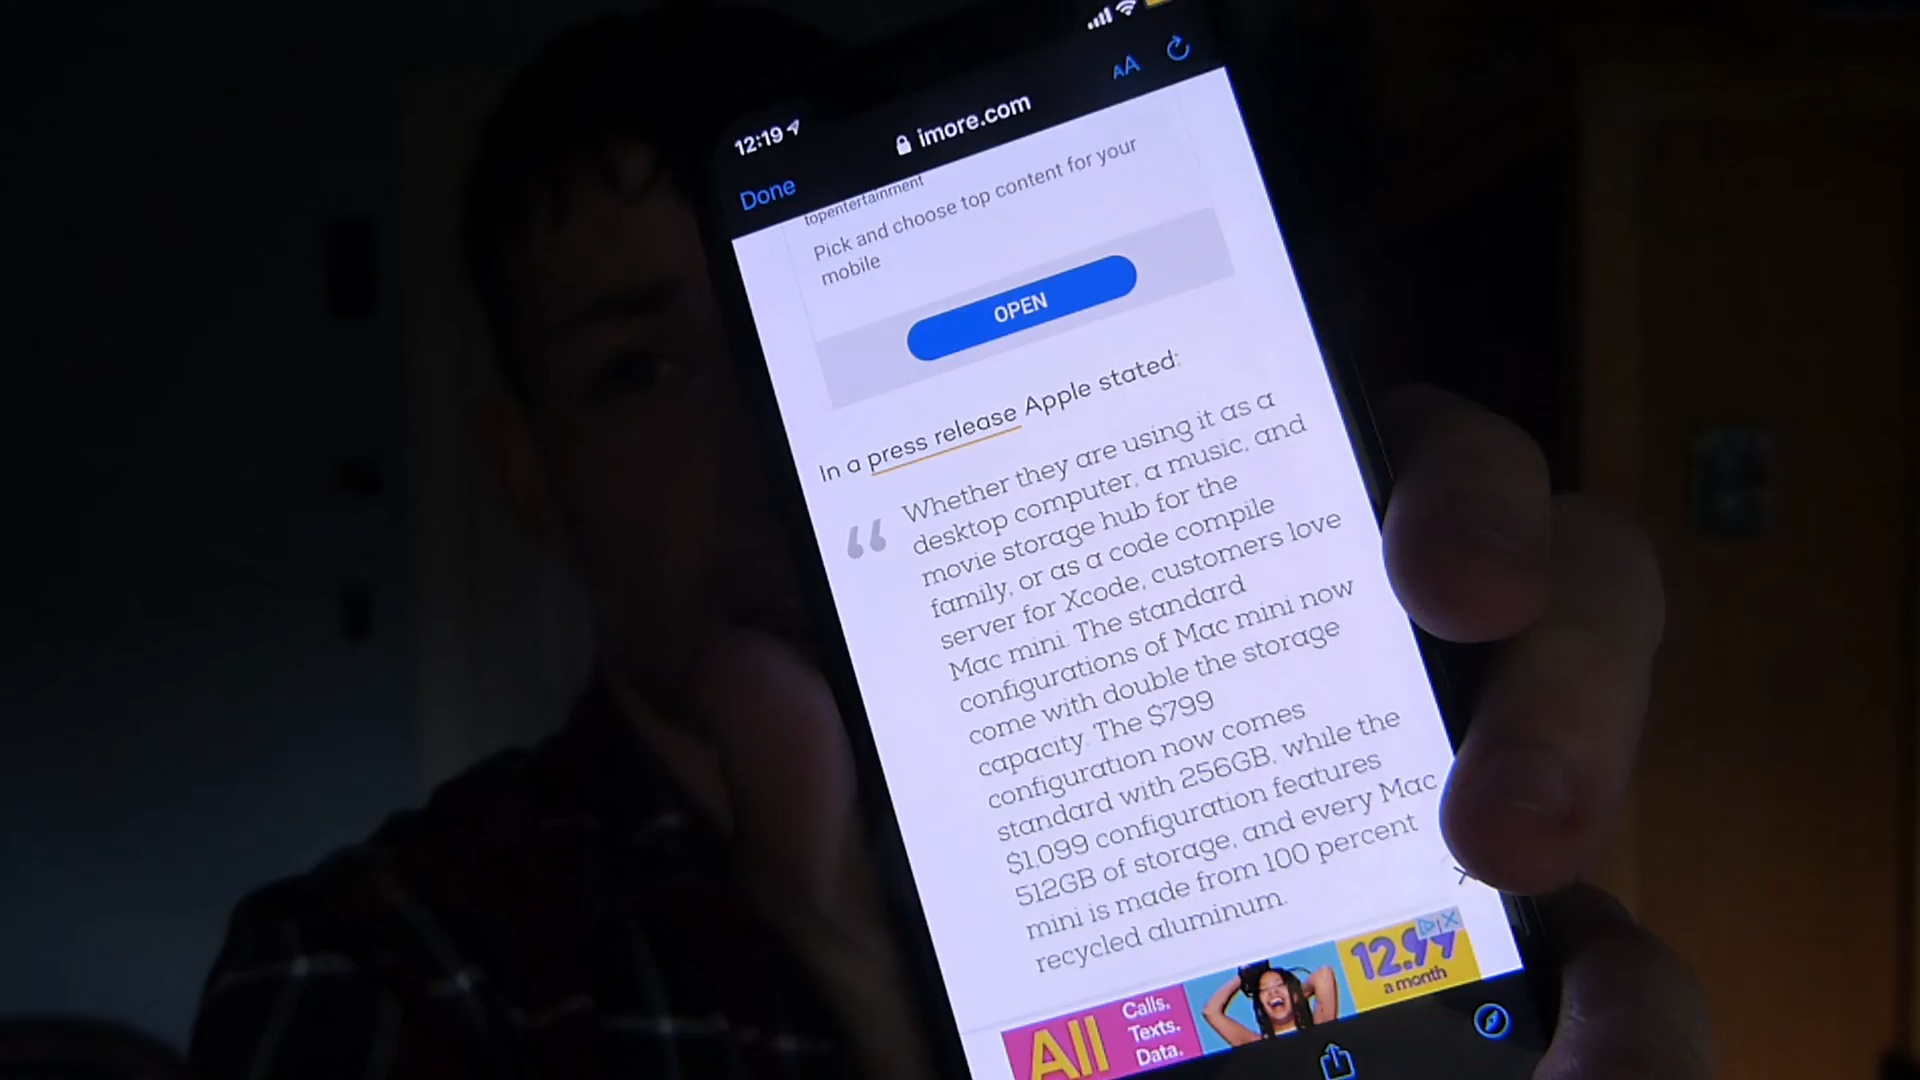 12:19
imore.com
AA
Done
topentertainment
Pick and choose top content for your
mobile
OPEN
In a press release Apple stated:
“
Whether they are using it as a
desktop computer, a music, and
movie storage hub for the
family, or as a code compile
server for Xcode, customers love
Mac mini. The standard
configurations of Mac mini now
come with double the storage
capacity. The $799
configuration now comes
standard with 256GB, while the
$1,099 configuration features
512GB of storage, and every Mac
mini is made from 100 percent
recycled aluminum.
All
Calls.
Texts.
Data.
12.99
a month